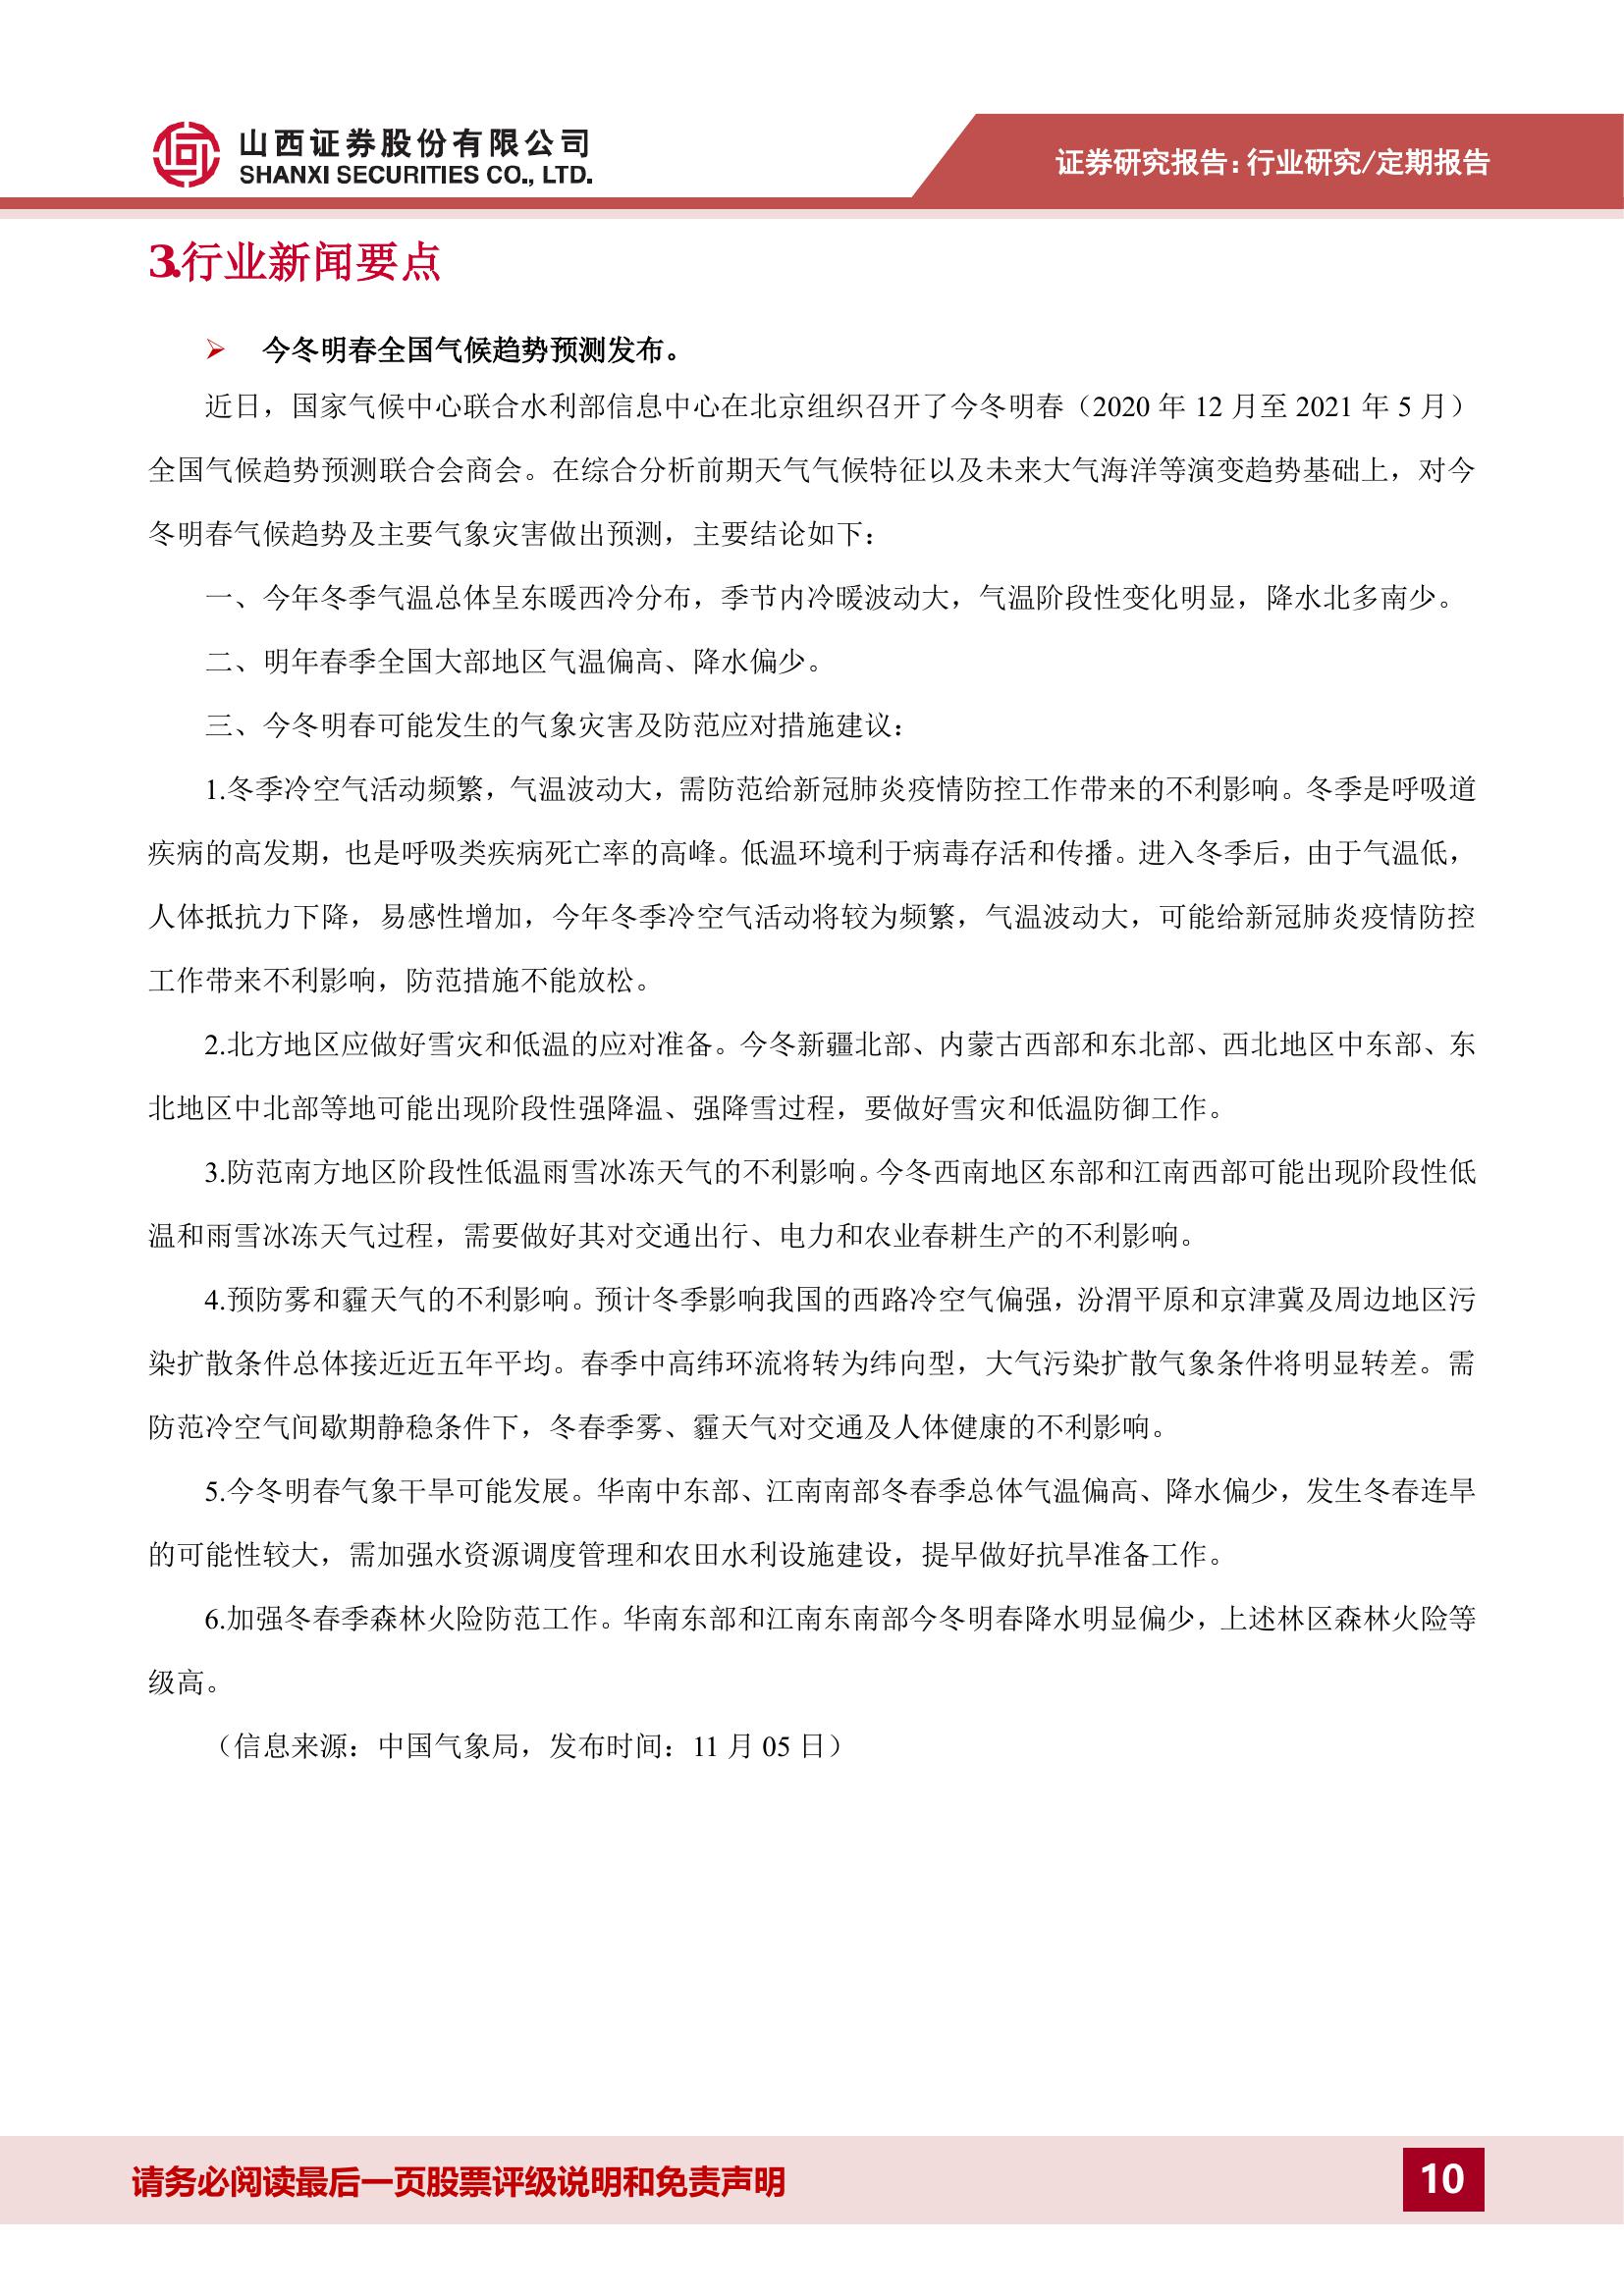 山西证券股份有限公司
SHANXI SECURITIES CO., LTD.
证券研究报告：行业研究/定期报告
3.行业新闻要点
➢ 今冬明春全国气候趋势预测发布。
近日，国家气候中心联合水利部信息中心在北京组织召开了今冬明春（2020 年 12 月至 2021 年 5 月）
全国气候趋势预测联合会商会。在综合分析前期天气气候特征以及未来大气海洋等演变趋势基础上，对今
冬明春气候趋势及主要气象灾害做出预测，主要结论如下：
一、今年冬季气温总体呈东暖西冷分布，季节内冷暖波动大，气温阶段性变化明显，降水北多南少。
二、明年春季全国大部地区气温偏高、降水偏少。
三、今冬明春可能发生的气象灾害及防范应对措施建议：
1.冬季冷空气活动频繁，气温波动大，需防范给新冠肺炎疫情防控工作带来的不利影响。冬季是呼吸道
疾病的高发期，也是呼吸类疾病死亡率的高峰。低温环境利于病毒存活和传播。进入冬季后，由于气温低，
人体抵抗力下降，易感性增加，今年冬季冷空气活动将较为频繁，气温波动大，可能给新冠肺炎疫情防控
工作带来不利影响，防范措施不能放松。
2.北方地区应做好雪灾和低温的应对准备。今冬新疆北部、内蒙古西部和东北部、西北地区中东部、东
北地区中北部等地可能出现阶段性强降温、强降雪过程，要做好雪灾和低温防御工作。
3.防范南方地区阶段性低温雨雪冰冻天气的不利影响。今冬西南地区东部和江南西部可能出现阶段性低
温和雨雪冰冻天气过程，需要做好其对交通出行、电力和农业春耕生产的不利影响。
4.预防雾和霾天气的不利影响。预计冬季影响我国的西路冷空气偏强，汾渭平原和京津冀及周边地区污
染扩散条件总体接近近五年平均。春季中高纬环流将转为纬向型，大气污染扩散气象条件将明显转差。需
防范冷空气间歇期静稳条件下，冬春季雾、霾天气对交通及人体健康的不利影响。
5.今冬明春气象干旱可能发展。华南中东部、江南南部冬春季总体气温偏高、降水偏少，发生冬春连旱
的可能性较大，需加强水资源调度管理和农田水利设施建设，提早做好抗旱准备工作。
6.加强冬春季森林火险防范工作。华南东部和江南东南部今冬明春降水明显偏少，上述林区森林火险等
级高。
（信息来源：中国气象局，发布时间：11 月 05 日）
请务必阅读最后一页股票评级说明和免责声明
10